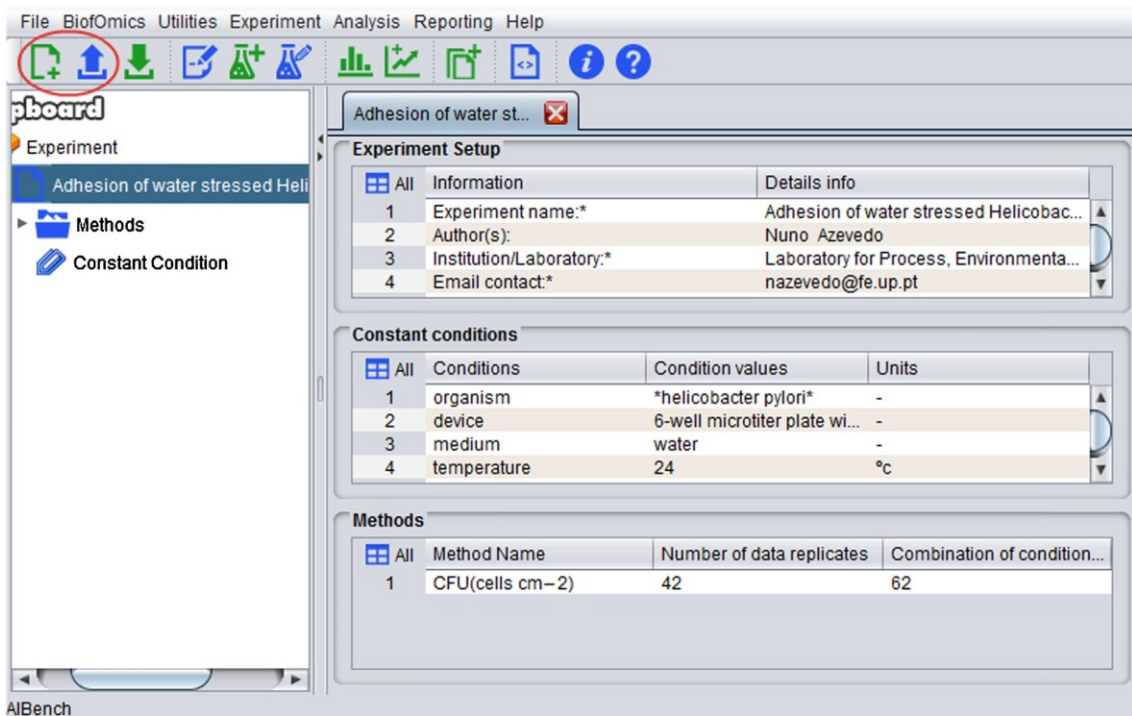 File BiofOmics Utilities Experiment Analysis Reporting Help
pboard
Experiment
Adhesion of water stressed Heli
Methods
Constant Condition
Adhesion of water st...
Experiment Setup
All Information Details info
1 Experiment name:* Adhesion of water stressed Helicobac...
2 Author(s): Nuno Azevedo
3 Institution/Laboratory:* Laboratory for Process, Environmenta...
4 Email contact:* nazevedo@fe.up.pt
Constant conditions
All Conditions Condition values Units
1 organism *helicobacter pylori* -
2 device 6-well microtiter plate wi... -
3 medium water -
4 temperature 24 ºc
Methods
All Method Name Number of data replicates Combination of condition...
1 CFU(cells cm−2) 42 62
AIBench